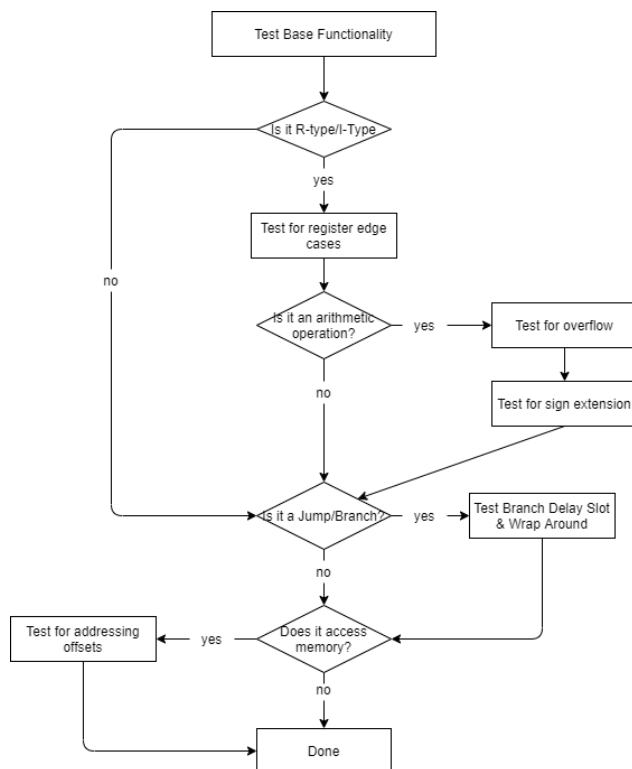 Test Base Functionality
Is it R-type/I-Type
yes
Test for register edge
cases
no
Is it an arithmetic
operation?
yes
Test for overflow
no
Test for sign extension
Is it a Jump/Branch?
yes
Test Branch Delay Slot
& Wrap Around
no
Test for addressing
offsets
yes
Does it access
memory?
no
Done